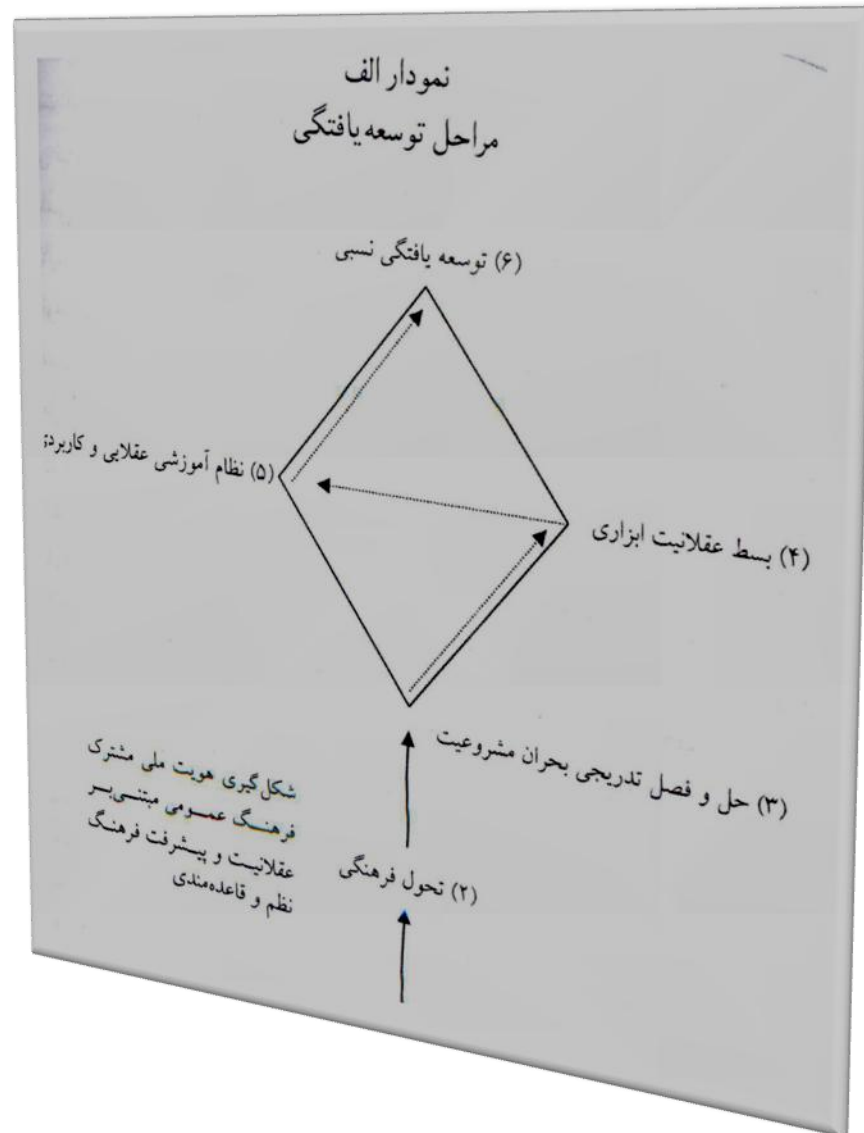 نمودار الف
مراحل توسعه‌یافتگی
(۶) توسعه یافتگی نسبی
(۵) نظام آموزشی عقلایی و کاربردی
(۴) بسط عقلانیت ابزاری
(۳) حل و فصل تدریجی بحران مشروعیت
شکل‌گیری هویت ملی مشترک
فرهنگ عمومی مبتنی‌بر
عقلانیت و پیشرفت فرهنگ
نظم و قاعده‌مندی
(۲) تحول فرهنگی